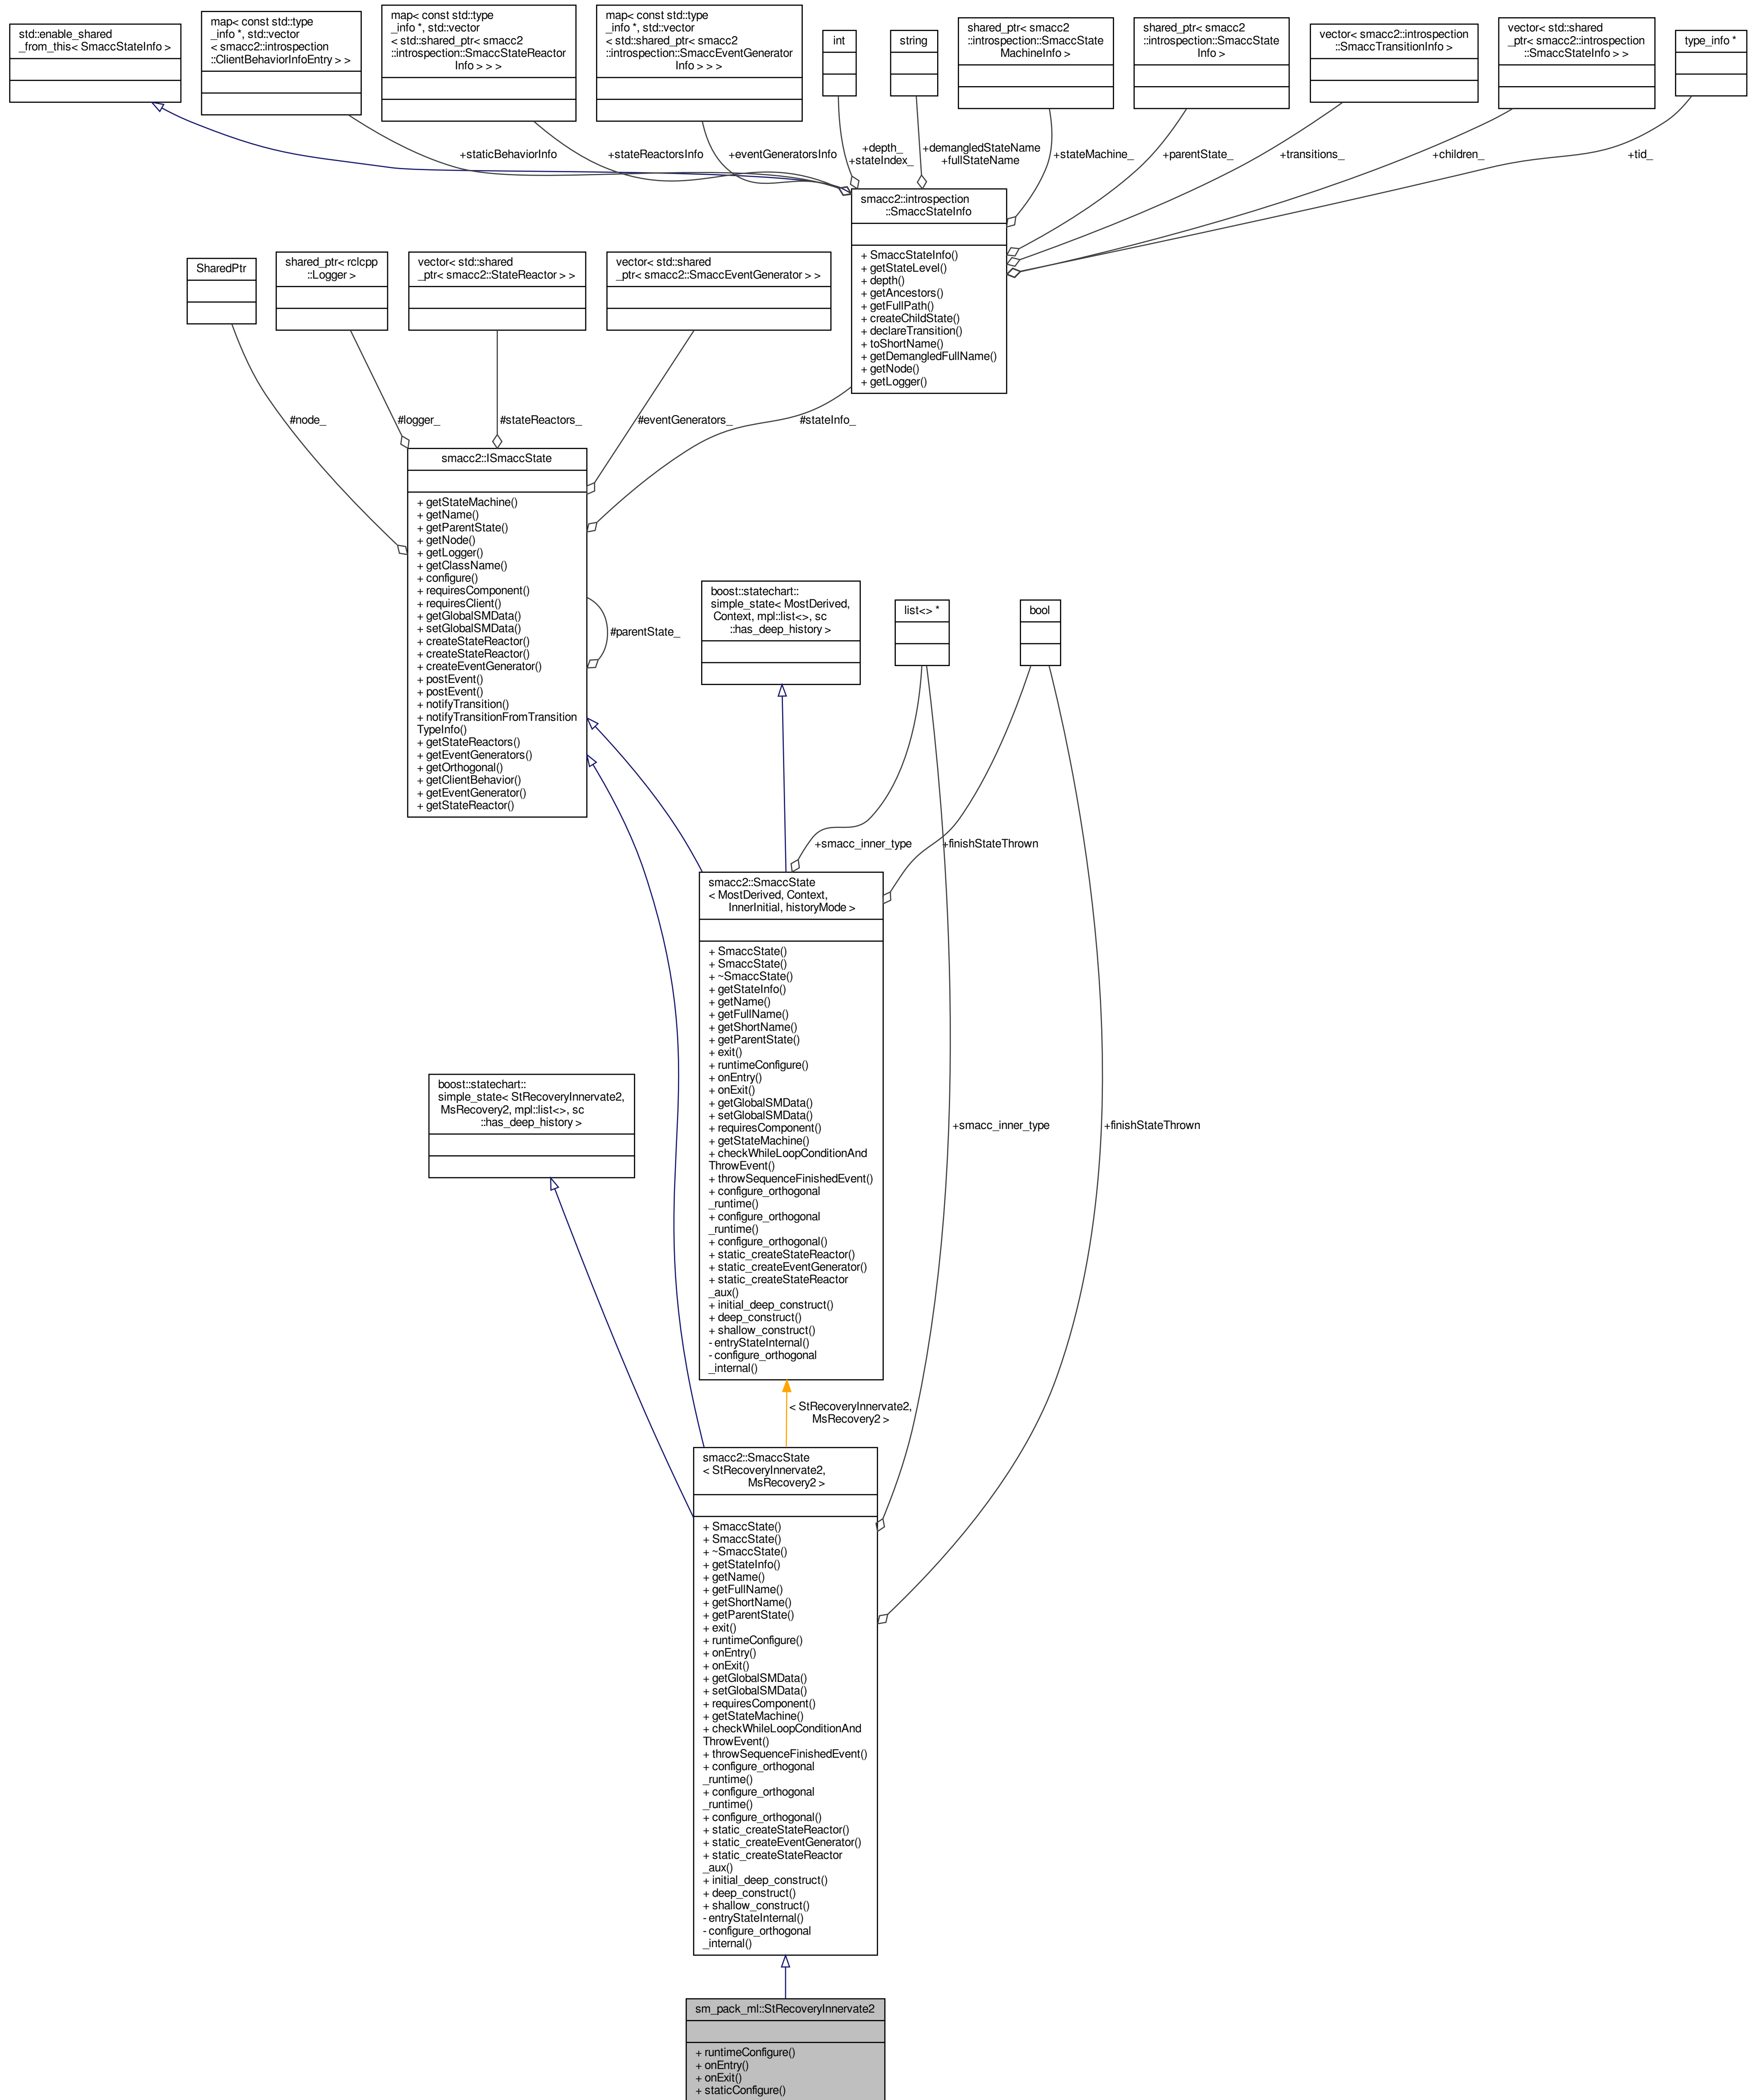 std::enable_shared
_from_this< SmaccStateInfo >
map< const std::type
_info *, std::vector
< smacc2::introspection
::ClientBehaviorInfoEntry > >
map< const std::type
_info *, std::vector
< std::shared_ptr< smacc2
::introspection::SmaccStateReactor
Info > > >
map< const std::type
_info *, std::vector
< std::shared_ptr< smacc2
::introspection::SmaccEventGenerator
Info > > >
int
string
shared_ptr< smacc2
::introspection::SmaccState
MachineInfo >
shared_ptr< smacc2
::introspection::SmaccState
Info >
vector< smacc2::introspection
::SmaccTransitionInfo >
vector< std::shared
_ptr< smacc2::introspection
::SmaccStateInfo > >
type_info *
+staticBehaviorInfo
+stateReactorsInfo
+eventGeneratorsInfo
+depth_
+stateIndex_
+demangledStateName
+fullStateName
+stateMachine_
+parentState_
+transitions_
+children_
+tid_
smacc2::introspection
::SmaccStateInfo
+ SmaccStateInfo()
+ getStateLevel()
+ depth()
+ getAncestors()
+ getFullPath()
+ createChildState()
+ declareTransition()
+ toShortName()
+ getDemangledFullName()
+ getNode()
+ getLogger()
SharedPtr
shared_ptr< rclcpp
::Logger >
vector< std::shared
_ptr< smacc2::StateReactor > >
vector< std::shared
_ptr< smacc2::SmaccEventGenerator > >
#node_
#logger_
#stateReactors_
#eventGenerators_
#stateInfo_
smacc2::ISmaccState
+ getStateMachine()
+ getName()
+ getParentState()
+ getNode()
+ getLogger()
+ getClassName()
+ configure()
+ requiresComponent()
+ requiresClient()
+ getGlobalSMData()
+ setGlobalSMData()
+ createStateReactor()
+ createStateReactor()
+ createEventGenerator()
+ postEvent()
+ postEvent()
+ notifyTransition()
+ notifyTransitionFromTransition
TypeInfo()
+ getStateReactors()
+ getEventGenerators()
+ getOrthogonal()
+ getClientBehavior()
+ getEventGenerator()
+ getStateReactor()
#parentState_
boost::statechart::
simple_state< MostDerived,
Context, mpl::list<>, sc
::has_deep_history >
list<> *
bool
+smacc_inner_type
+finishStateThrown
smacc2::SmaccState
< MostDerived, Context,
InnerInitial, historyMode >
+ SmaccState()
+ SmaccState()
+ ~SmaccState()
+ getStateInfo()
+ getName()
+ getFullName()
+ getShortName()
+ getParentState()
+ exit()
+ runtimeConfigure()
+ onEntry()
+ onExit()
+ getGlobalSMData()
+ setGlobalSMData()
+ requiresComponent()
+ getStateMachine()
+ checkWhileLoopConditionAnd
ThrowEvent()
+ throwSequenceFinishedEvent()
+ configure_orthogonal
_runtime()
+ configure_orthogonal
_runtime()
+ configure_orthogonal()
+ static_createStateReactor()
+ static_createEventGenerator()
+ static_createStateReactor
_aux()
+ initial_deep_construct()
+ deep_construct()
+ shallow_construct()
- entryStateInternal()
- configure_orthogonal
_internal()
boost::statechart::
simple_state< StRecoveryInnervate2,
MsRecovery2, mpl::list<>, sc
::has_deep_history >
+smacc_inner_type
+finishStateThrown
< StRecoveryInnervate2,
MsRecovery2 >
smacc2::SmaccState
< StRecoveryInnervate2,
MsRecovery2 >
+ SmaccState()
+ SmaccState()
+ ~SmaccState()
+ getStateInfo()
+ getName()
+ getFullName()
+ getShortName()
+ getParentState()
+ exit()
+ runtimeConfigure()
+ onEntry()
+ onExit()
+ getGlobalSMData()
+ setGlobalSMData()
+ requiresComponent()
+ getStateMachine()
+ checkWhileLoopConditionAnd
ThrowEvent()
+ throwSequenceFinishedEvent()
+ configure_orthogonal
_runtime()
+ configure_orthogonal
_runtime()
+ configure_orthogonal()
+ static_createStateReactor()
+ static_createEventGenerator()
+ static_createStateReactor
_aux()
+ initial_deep_construct()
+ deep_construct()
+ shallow_construct()
- entryStateInternal()
- configure_orthogonal
_internal()
sm_pack_ml::StRecoveryInnervate2
+ runtimeConfigure()
+ onEntry()
+ onExit()
+ staticConfigure()